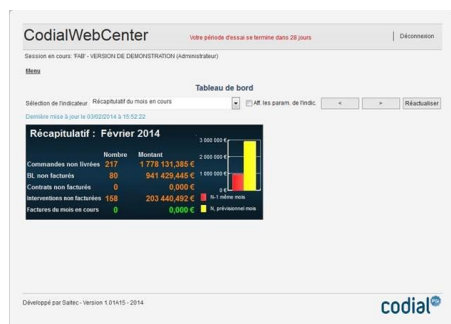 CodialWebCenter
Votre période d'essai se termine dans 28 jours
Déconnexion
Session en cours: 'FAB' - VERSION DE DEMONSTRATION (Administrateur)
Menu
Tableau de bord
Sélection de l'indicateur Récapitulatif du mois en cours Aff. les param. de l'indic. < > Réactualiser
Dernière mise à jour le 03/02/2014 à 15:52:22
Récapitulatif : Février 2014
Nombre Montant
Commandes non livrées 217 1 778 131,385 €
BL non facturés 80 941 429,445 €
Contrats non facturés 0 0,000 €
Interventions non facturées 158 203 440,492 €
Factures du mois en cours 0 0,000 €
3 000 000 €
2 000 000 €
1 000 000 €
0 €
N-1 même mois
N, prévisionnel mois
Développé par Saitec - Version 1.01A15 - 2014
codial